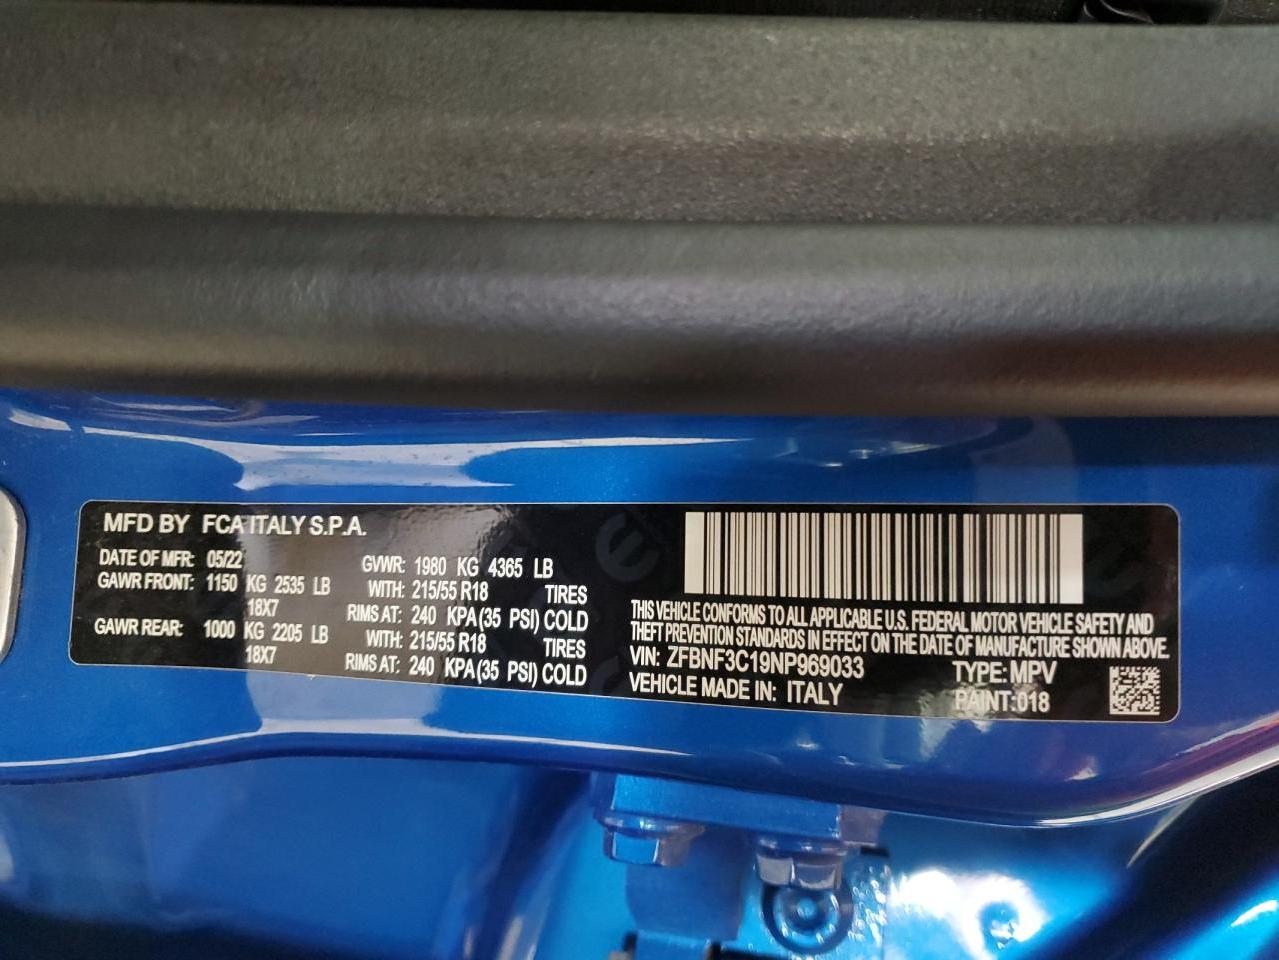 MFD BY FCA ITALY S.P.A.
DATE OF MFR: 05/22 GVWR: 1980 KG 4365 LB
GAWR FRONT: 1150 KG 2535 LB WITH: 215/55 R18 TIRES
18X7 RIMS AT: 240 KPA(35 PSI) COLD
GAWR REAR: 1000 KG 2205 LB WITH: 215/55 R18 TIRES
18X7 RIMS AT: 240 KPA(35 PSI) COLD
THIS VEHICLE CONFORMS TO ALL APPLICABLE U.S. FEDERAL MOTOR VEHICLE SAFETY AND
THEFT PREVENTION STANDARDS IN EFFECT ON THE DATE OF MANUFACTURE SHOWN ABOVE.
VIN: ZFBNF3C19NP969033 TYPE: MPV
VEHICLE MADE IN: ITALY PAINT:018